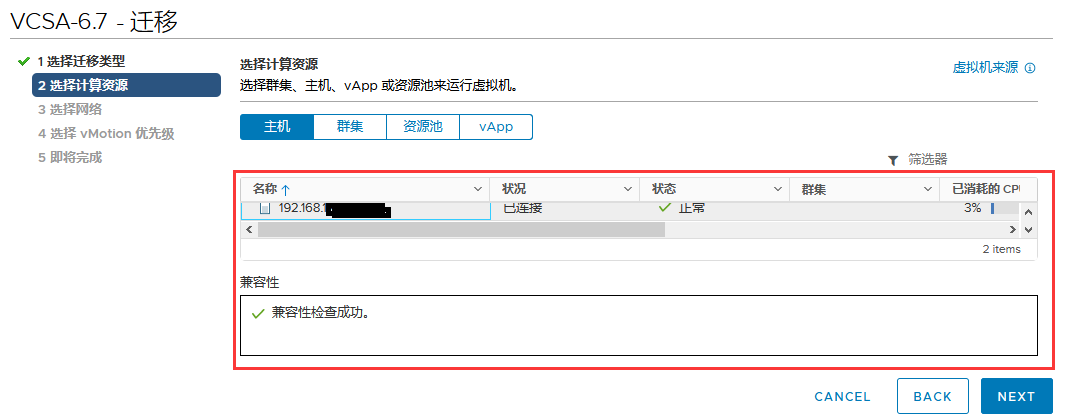 VCSA-6.7 - 迁移
1 选择迁移类型
2 选择计算资源
3 选择网络
4 选择 vMotion 优先级
5 即将完成
选择计算资源
选择群集、主机、vApp 或资源池来运行虚拟机。
虚拟机来源
主机 群集 资源池 vApp
筛选器
名称 状况 状态 群集 已消耗的 CPU
192.168. 已连接 正常 3%
2 items
兼容性
兼容性检查成功。
CANCEL BACK NEXT